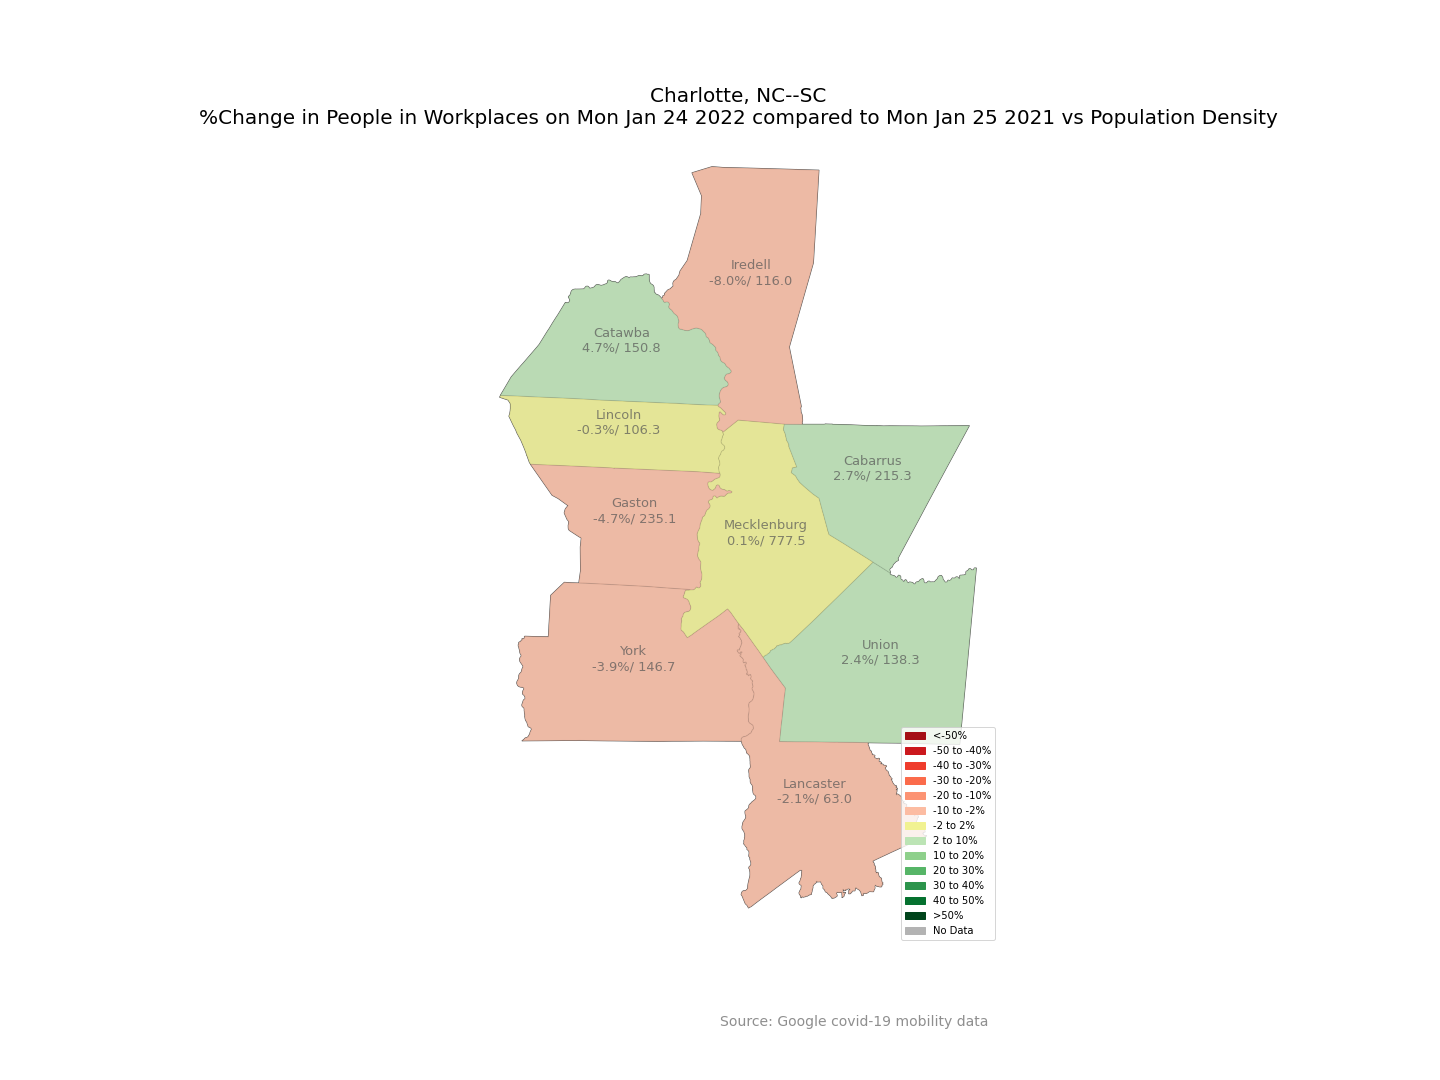 Charlotte, NC--SC
%Change in People in Workplaces on Mon Jan 24 2022 compared to Mon Jan 25 2021 vs Population Density
Iredell
-8.0%/ 116.0
Catawba
4.7%/ 150.8
Lincoln
-0.3%/ 106.3
Cabarrus
2.7%/ 215.3
Gaston
-4.7%/ 235.1
Mecklenburg
0.1%/ 777.5
York
-3.9%/ 146.7
Union
2.4%/ 138.3
Lancaster
-2.1%/ 63.0
<-50%
-50 to -40%
-40 to -30%
-30 to -20%
-20 to -10%
-10 to -2%
-2 to 2%
2 to 10%
10 to 20%
20 to 30%
30 to 40%
40 to 50%
>50%
No Data
Source: Google covid-19 mobility data